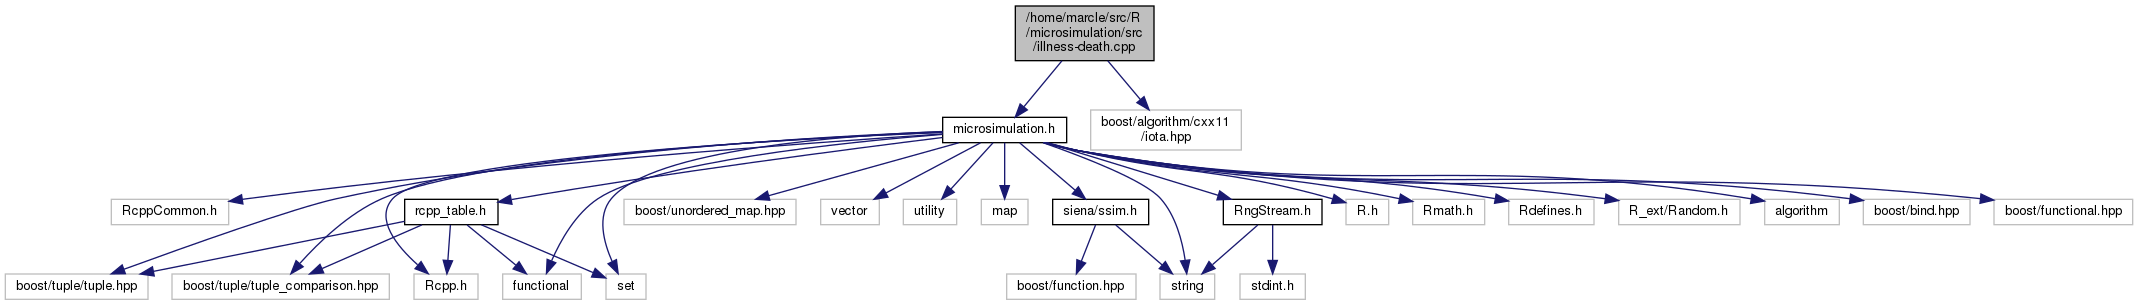 /home/marcle/src/R
/microsimulation/src
/illness-death.cpp
microsimulation.h
boost/algorithm/cxx11
/iota.hpp
RcppCommon.h
rcpp_table.h
boost/unordered_map.hpp
vector
utility
map
siena/ssim.h
RngStream.h
R.h
Rmath.h
Rdefines.h
R_ext/Random.h
algorithm
boost/bind.hpp
boost/functional.hpp
boost/tuple/tuple.hpp
boost/tuple/tuple_comparison.hpp
Rcpp.h
functional
set
boost/function.hpp
string
stdint.h